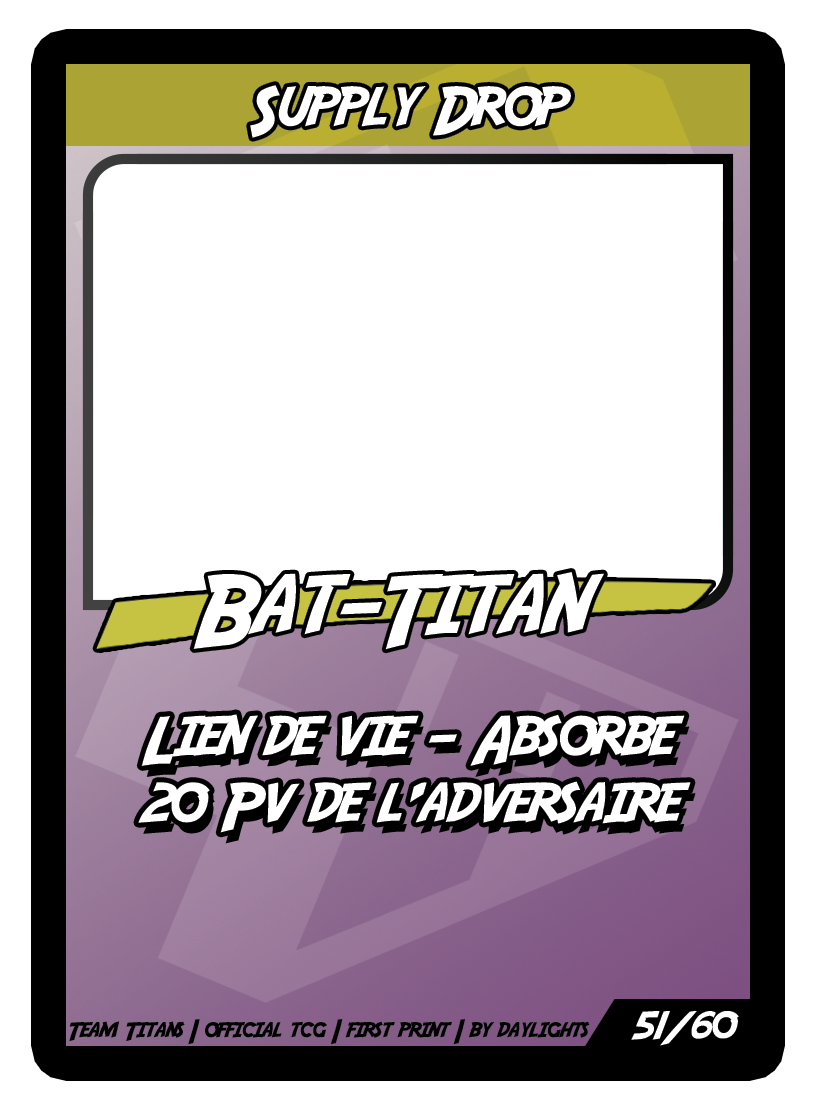 Supply Drop
Bat-Titan
Lien de vie - Absorbe
20 Pv de l'adversaire
Team Titans | official tcg | first print | by daylights
51/60